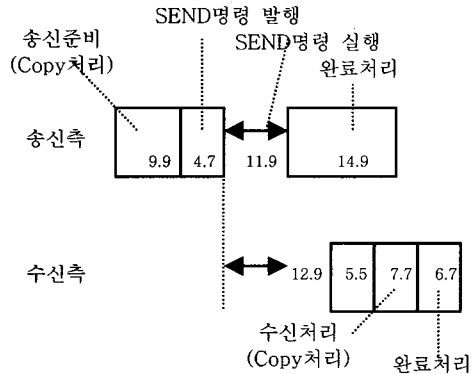 SEND명령 발행
송신준비
(Copy처리)
SEND명령 실행
완료처리
송신측
9.9 4.7 11.9 14.9
수신측
12.9 5.5 7.7 6.7
수신처리
(Copy처리)
완료처리